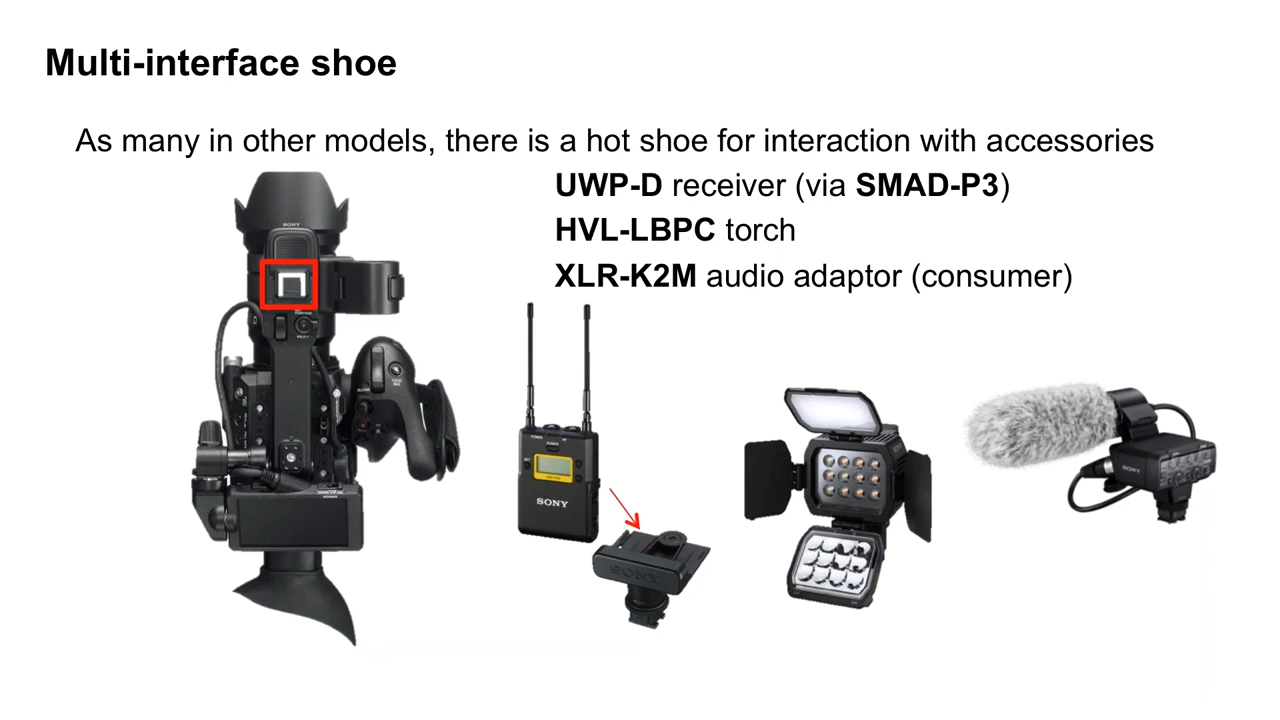 Multi-interface shoe
As many in other models, there is a hot shoe for interaction with accessories
UWP-D receiver (via SMAD-P3)
HVL-LBPC torch
XLR-K2M audio adaptor (consumer)
SONY
SONY
SONY
SONY